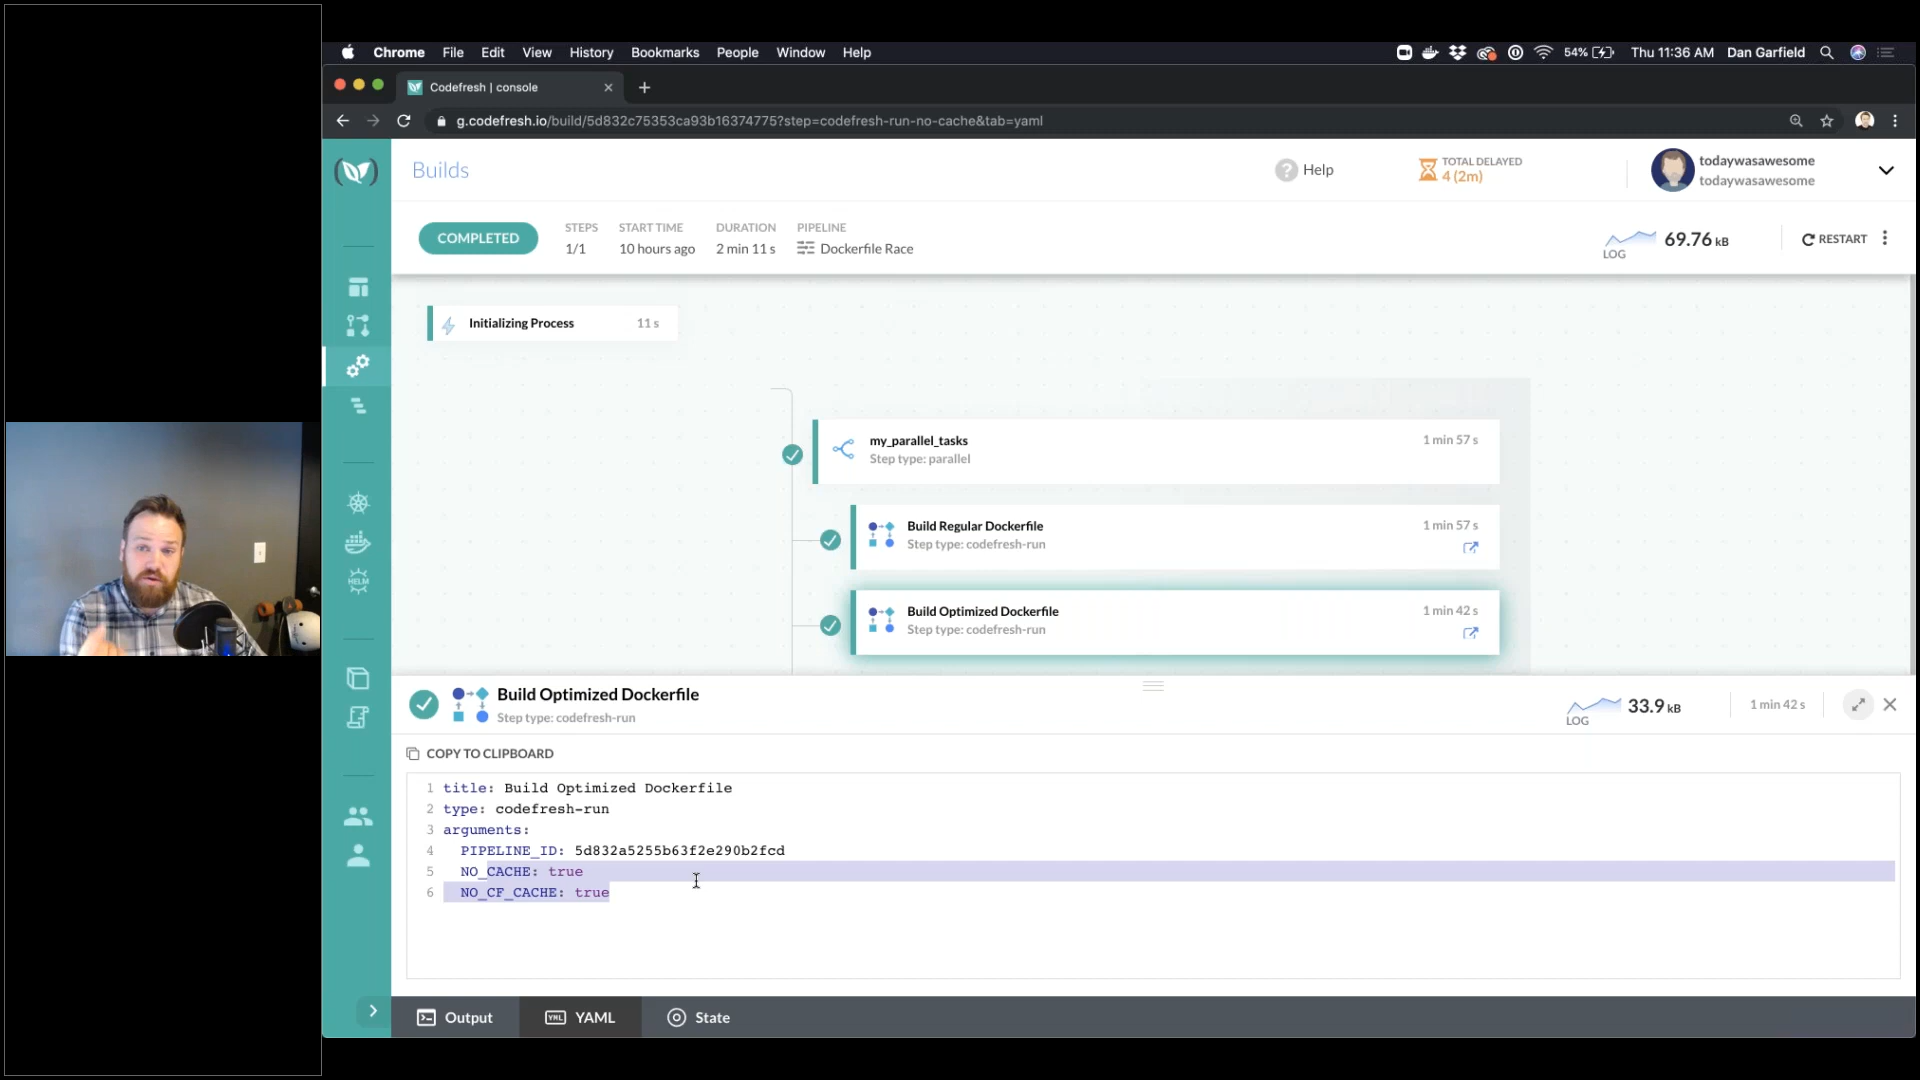 Chrome File Edit View History Bookmarks People Window Help
54% Thu 11:36 AM Dan Garfield
Codefresh | console
g.codefresh.io/build/5d832c75353ca93b16374775?step=codefresh-run-no-cache&tab=yaml
Builds
Help
TOTAL DELAYED
4 (2m)
todaywasawesome
todaywasawesome
COMPLETED
STEPS
1/1
START TIME
10 hours ago
DURATION
2 min 11 s
PIPELINE
Dockerfile Race
LOG
69.76 kB
RESTART
Initializing Process 11 s
my_parallel_tasks 1 min 57 s
Step type: parallel
Build Regular Dockerfile 1 min 57 s
Step type: codefresh-run
Build Optimized Dockerfile 1 min 42 s
Step type: codefresh-run
HELM
Build Optimized Dockerfile
Step type: codefresh-run
LOG
33.9 kB
1 min 42 s
COPY TO CLIPBOARD
1 title: Build Optimized Dockerfile
2 type: codefresh-run
3 arguments:
4 PIPELINE_ID: 5d832a5255b63f2e290b2fcd
5 NO_CACHE: true
6 NO_CF_CACHE: true
Output
YML YAML
State